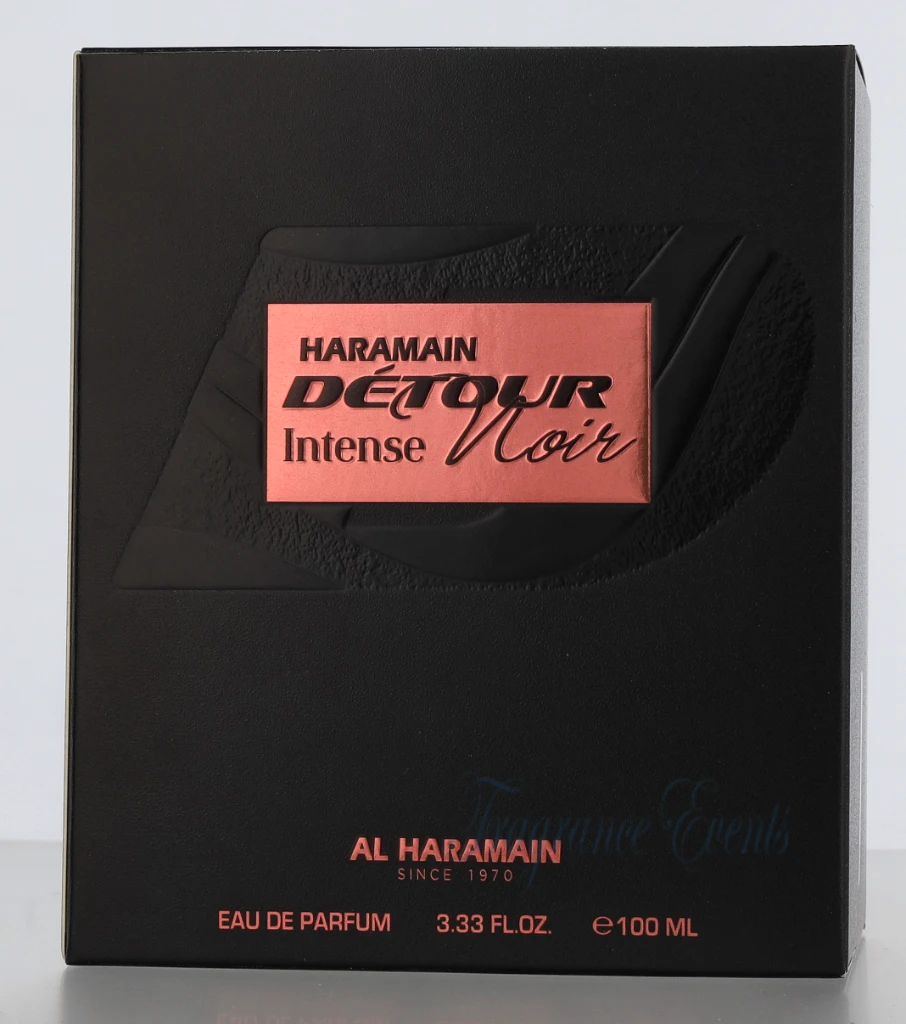 HARAMAIN
DÉTOUR
Intense Noir
Fragrance Events
AL HARAMAIN
SINCE 1970
EAU DE PARFUM 3.33 FL.OZ. ℮100 ML